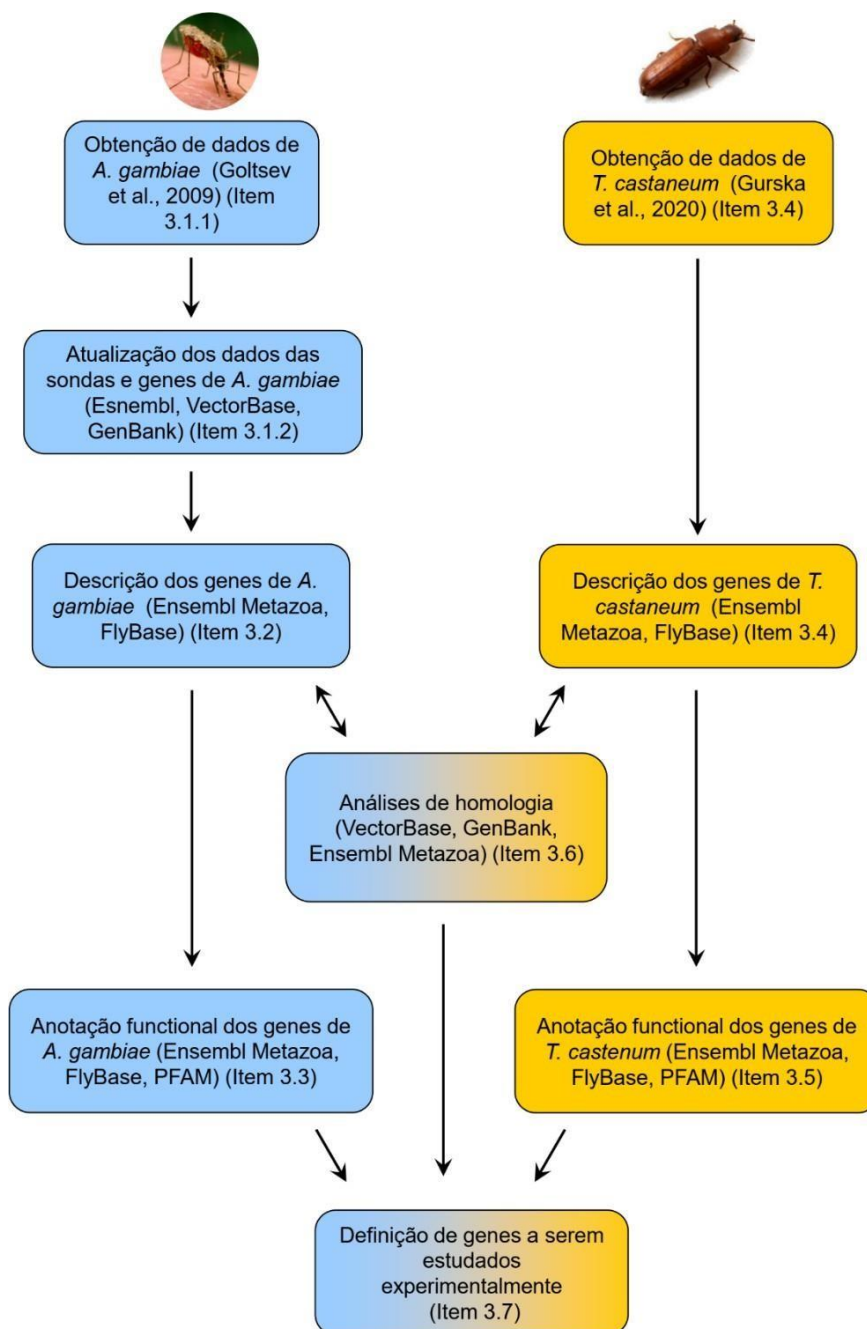 Obtenção de dados de
A. gambiae (Goltsev
et al., 2009) (Item
3.1.1)
Obtenção de dados de
T. castaneum (Gurska
et al., 2020) (Item 3.4)
Atualização dos dados das
sondas e genes de A. gambiae
(Esnembl, VectorBase,
GenBank) (Item 3.1.2)
Descrição dos genes de A.
gambiae (Ensembl Metazoa,
FlyBase) (Item 3.2)
Descrição dos genes de T.
castaneum (Ensembl
Metazoa, FlyBase) (Item 3.4)
Análises de homologia
(VectorBase, GenBank,
Ensembl Metazoa) (Item 3.6)
Anotação functional dos genes de
A. gambiae (Ensembl Metazoa,
FlyBase, PFAM) (Item 3.3)
Anotação functional dos genes de
T. castenum (Ensembl Metazoa,
FlyBase, PFAM) (Item 3.5)
Definição de genes a serem
estudados
experimentalmente
(Item 3.7)